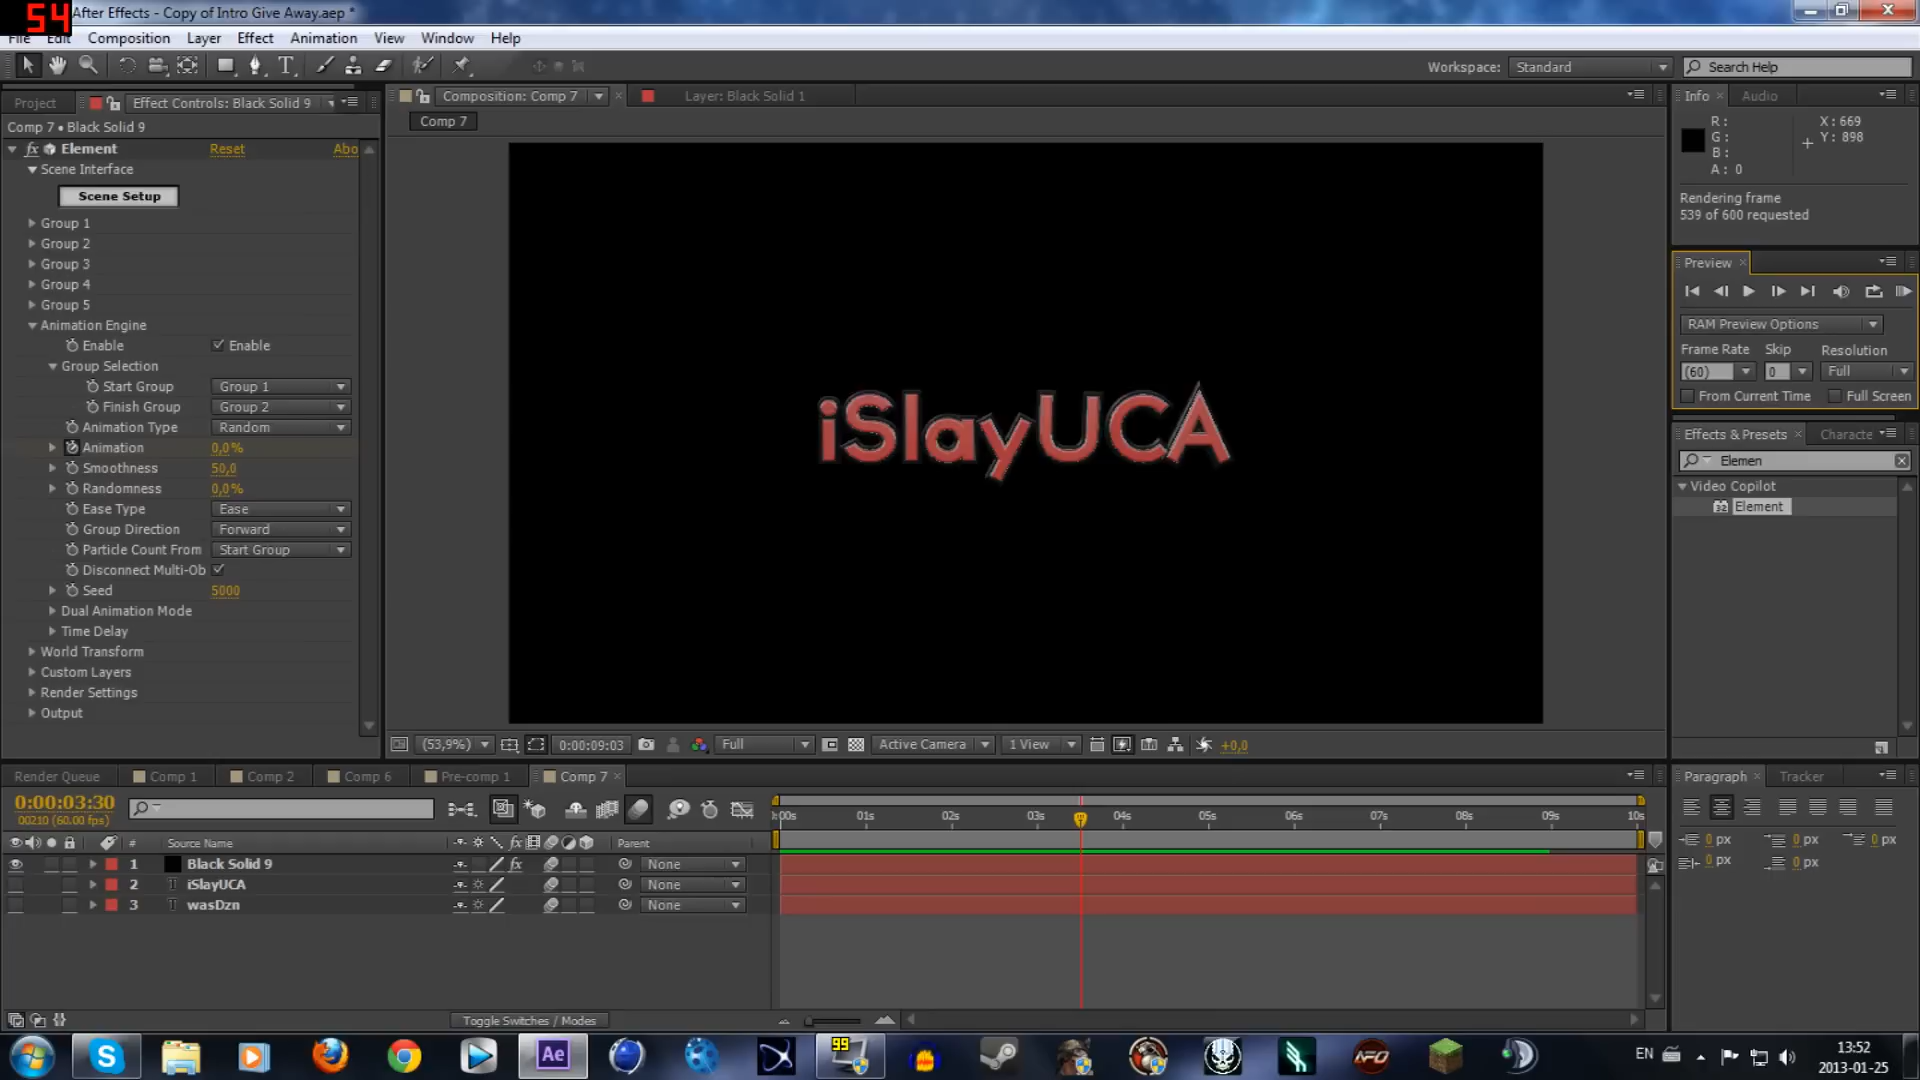 54
After Effects - Copy of Intro Give Away.aep *
File Edit Composition Layer Effect Animation View Window Help
Workspace: Standard
Search Help
Project
Effect Controls: Black Solid 9
Comp 7 • Black Solid 9
fx Element Reset Abo
Scene Interface
Scene Setup
Group 1
Group 2
Group 3
Group 4
Group 5
Animation Engine
Enable Enable
Group Selection
Start Group Group 1
Finish Group Group 2
Animation Type Random
Animation 0,0%
Smoothness 50,0
Randomness 0,0%
Ease Type Ease
Group Direction Forward
Particle Count From Start Group
Disconnect Multi-Ob
Seed 5000
Dual Animation Mode
Time Delay
World Transform
Custom Layers
Render Settings
Output
Composition: Comp 7
Layer: Black Solid 1
Comp 7
iSlayUCA
(53,9%) 0:00:09:03 Full Active Camera 1 View +0,0
Info Audio
R: X: 669
G: Y: 898
B:
A: 0
Rendering frame
539 of 600 requested
Preview
RAM Preview Options
Frame Rate Skip Resolution
(60) 0 Full
From Current Time Full Screen
Effects & Presets Characte
Elemen
Video Copilot
32 Element
Render Queue Comp 1 Comp 2 Comp 6 Pre-comp 1 Comp 7
0:00:03:30
00210 (60.00 fps)
:00s 01s 02s 03s 04s 05s 06s 07s 08s 09s 10s
# Source Name fx Parent
1 Black Solid 9 fx None
2 T iSlayUCA None
3 T wasDzn None
Toggle Switches / Modes
Paragraph Tracker
0 px 0 px 0 px
0 px 0 px
S Ae 99 AFO
EN
13:52
2013-01-25